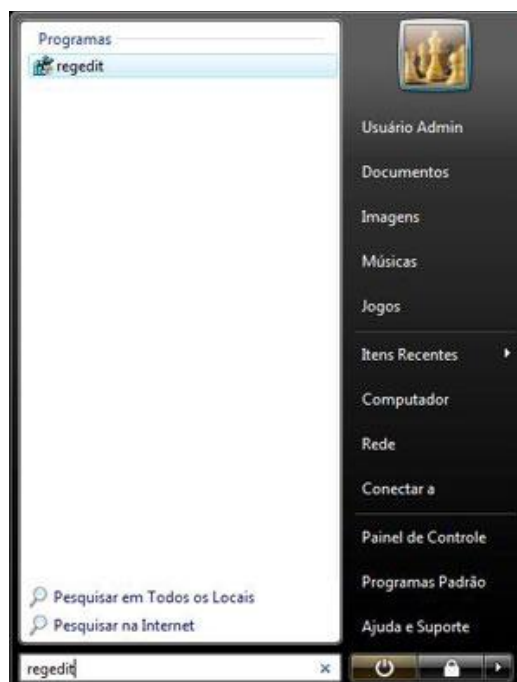 Programas
regedit
Pesquisar em Todos os Locais
Pesquisar na Internet
regedit
Usuário Admin
Documentos
Imagens
Músicas
Jogos
Itens Recentes
Computador
Rede
Conectar a
Painel de Controle
Programas Padrão
Ajuda e Suporte